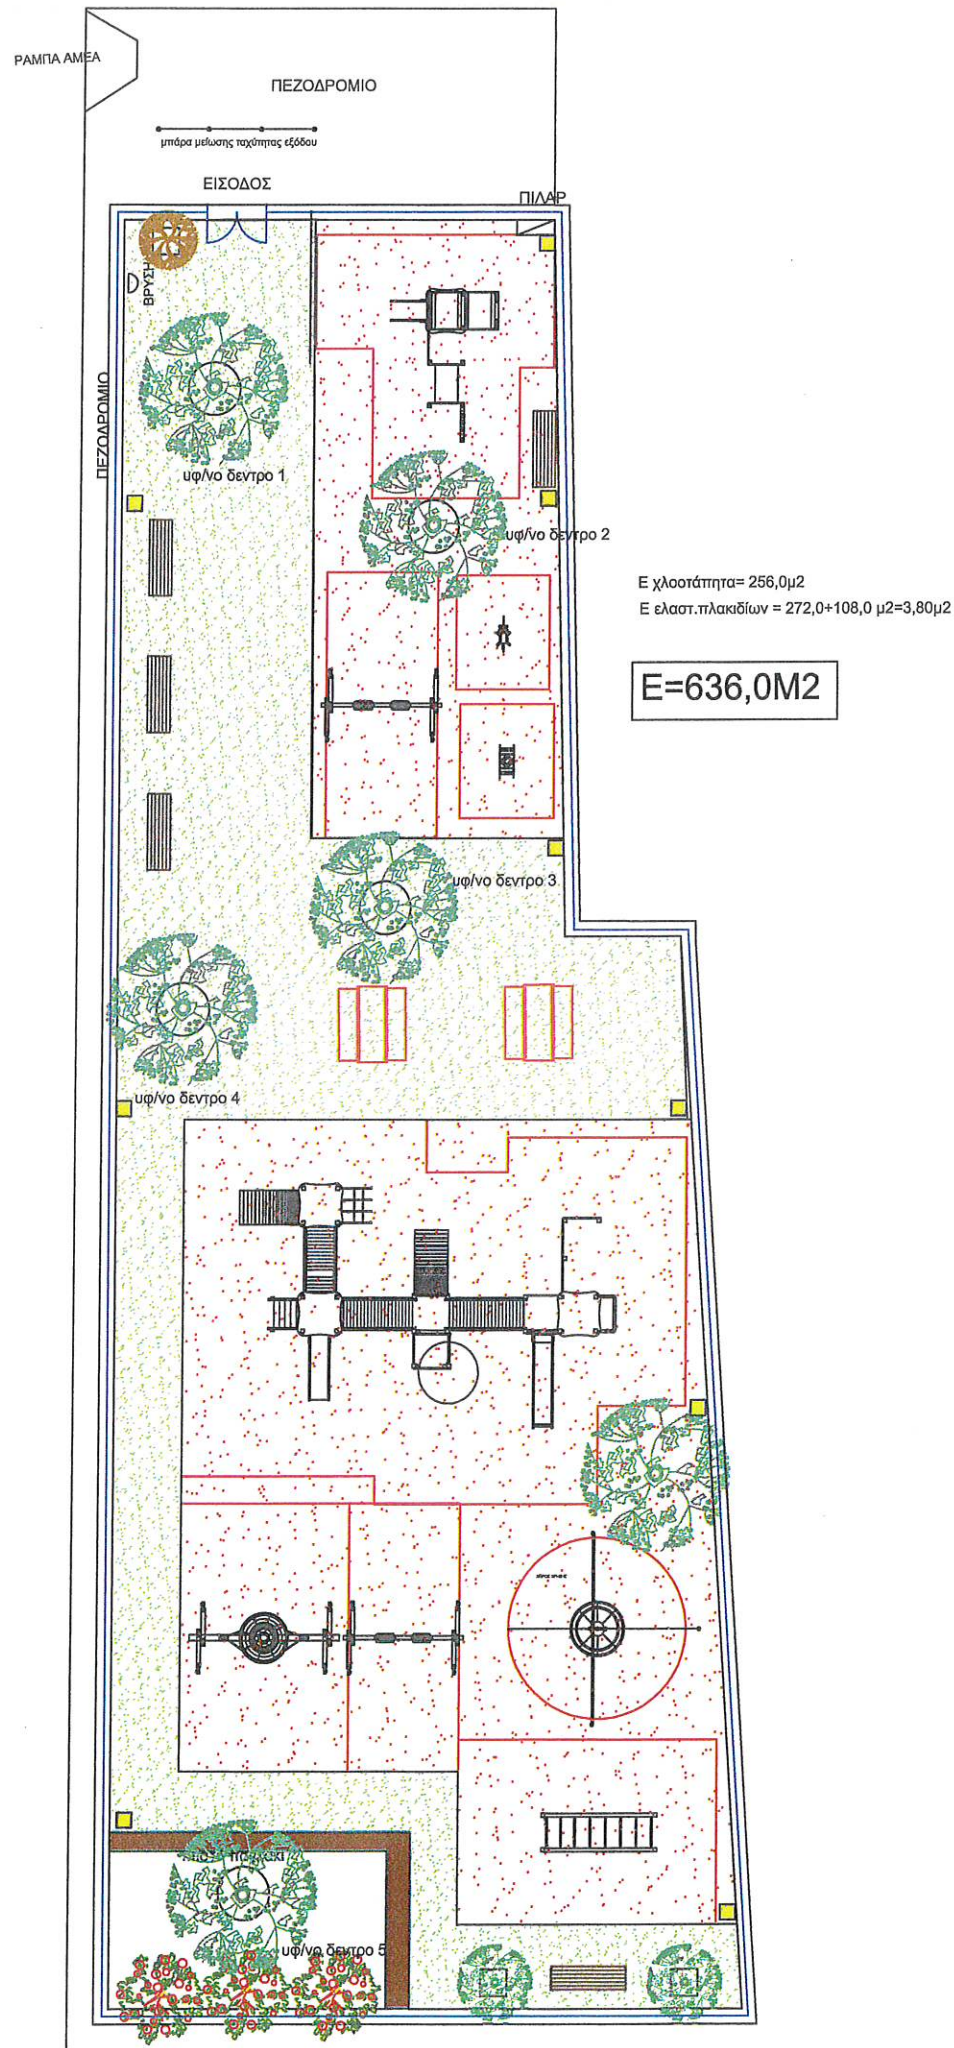 ΡΑΜΠΑ ΑΜΕΑ
ΠΕΖΟΔΡΟΜΙΟ
μπάρα μείωσης ταχύτητας εξόδου
ΕΙΣΟΔΟΣ
ΠΙΛΑΡ
ΒΡΥΣΗ
ΠΕΖΟΔΡΟΜΙΟ
υφ/νο δεντρο 1
υφ/νο δεντρο 2
Ε χλοοτάπητα= 256,0μ2
Ε ελαστ.πλακιδίων = 272,0+108,0 μ2=3,80μ2
Ε=636,0Μ2
υφ/νο δεντρο 3
υφ/νο δεντρο 4
υφ/νο δεντρο 5